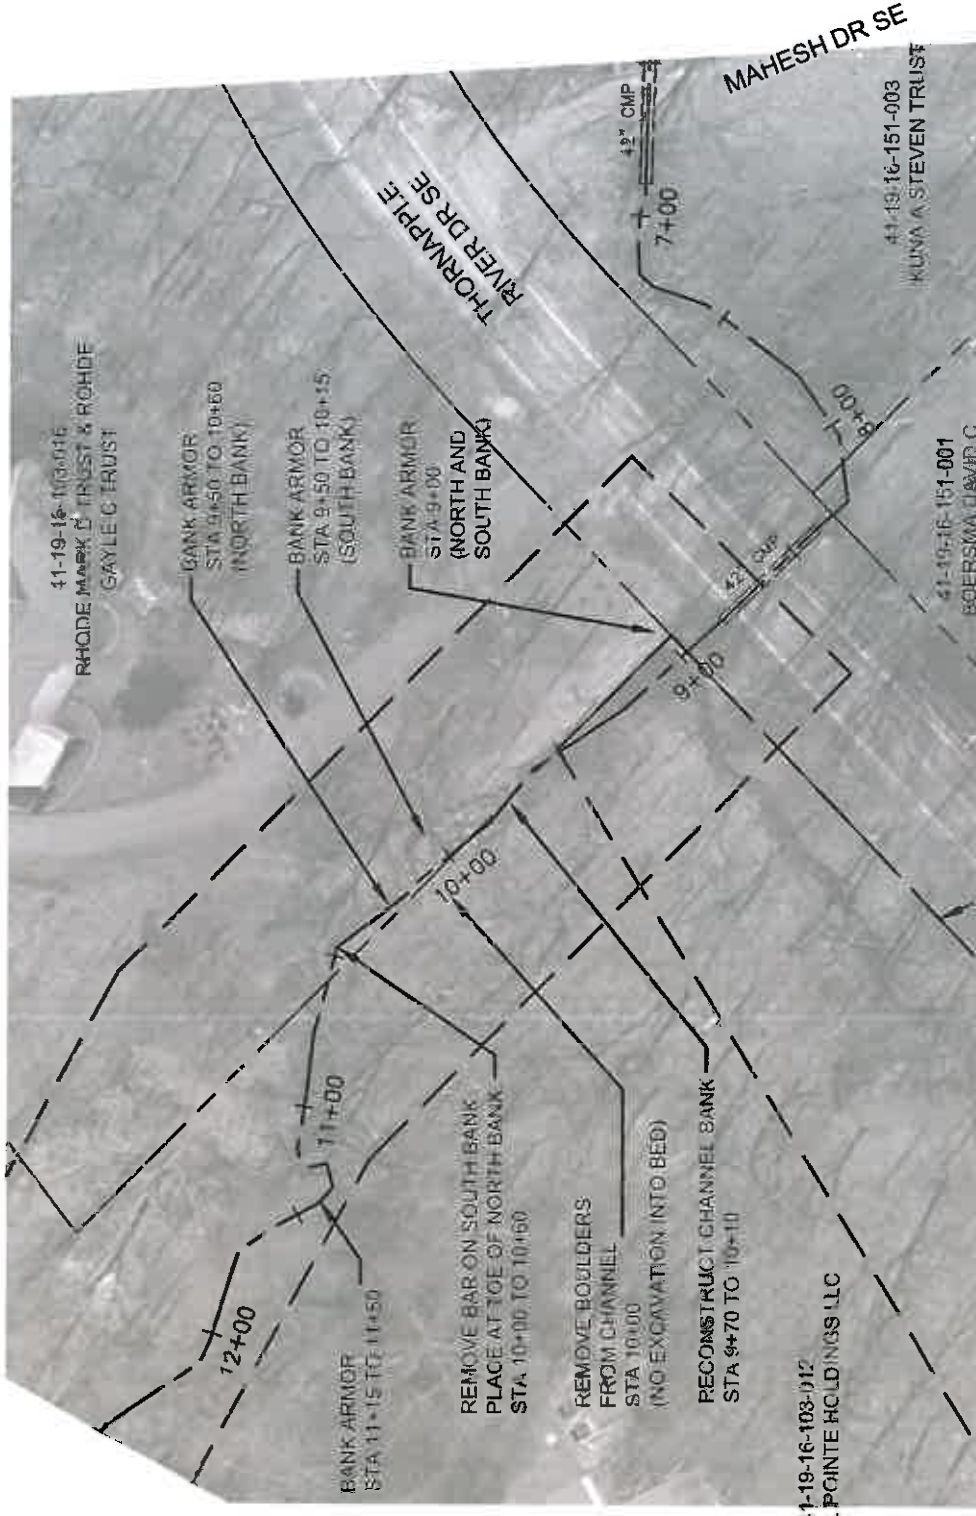 MAHESH DR SE
42" CMP
41-19-16-151-003
KUNA A STEVEN TRUST
7+00
THORNAPPLE
RIVER DR SE
RHODE MARK D TRUST & ROHDE
GAYLE C TRUST
BANK ARMOR
STA 9+50 TO 10+60
(NORTH BANK)
BANK ARMOR
STA 9+50 TO 10+15
(SOUTH BANK)
BANK ARMOR
STA 9+00
(NORTH AND
SOUTH BANK)
8+00
41-19-16-151-001
42" CMP
9+00
10+00
11+00
12+00
BANK ARMOR
STA 11+15 TO 11+50
REMOVE BAR ON SOUTH BANK
PLACE AT TOE OF NORTH BANK
STA 10+00 TO 10+60
REMOVE BOULDERS
FROM CHANNEL
STA 10+00
(NO EXCAVATION INTO BED)
RECONSTRUCT CHANNEL BANK
STA 9+70 TO 10+10
1-19-16-103-012
POINTE HOLDINGS LLC